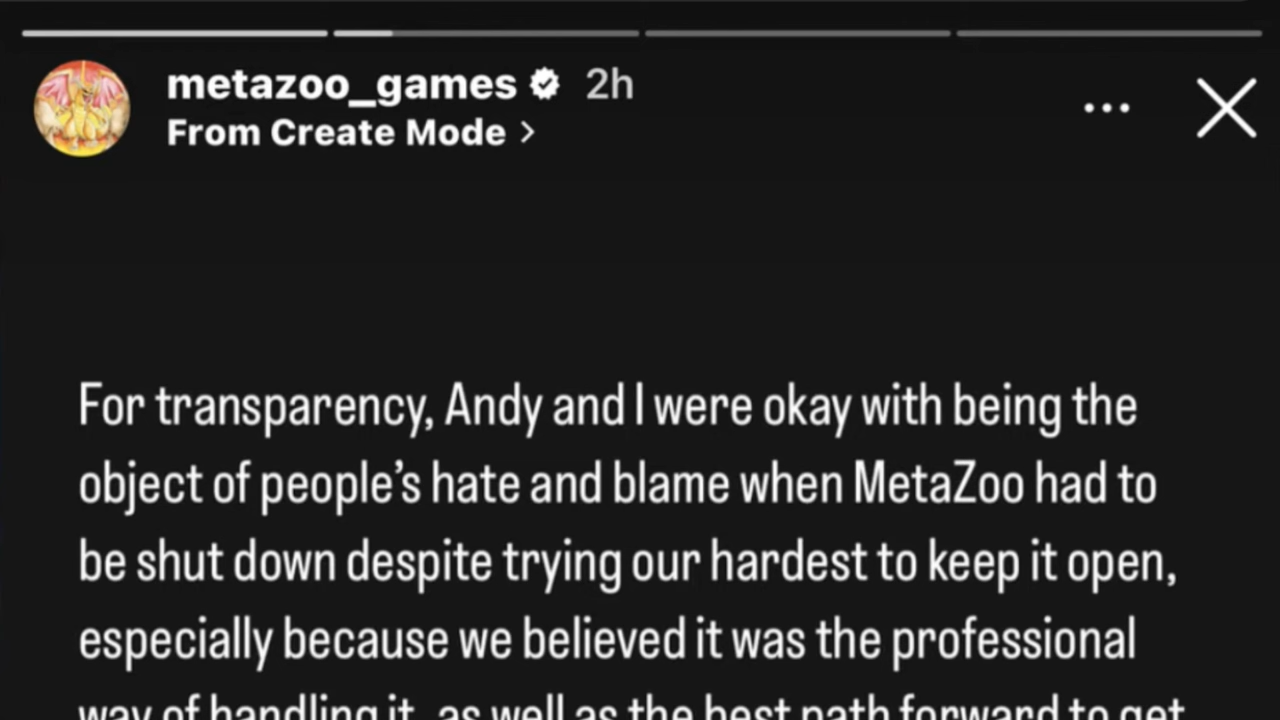 metazoo_games 2h
From Create Mode >
For transparency, Andy and I were okay with being the
object of people’s hate and blame when MetaZoo had to
be shut down despite trying our hardest to keep it open,
especially because we believed it was the professional
way of handling it, as well as the best path forward to get